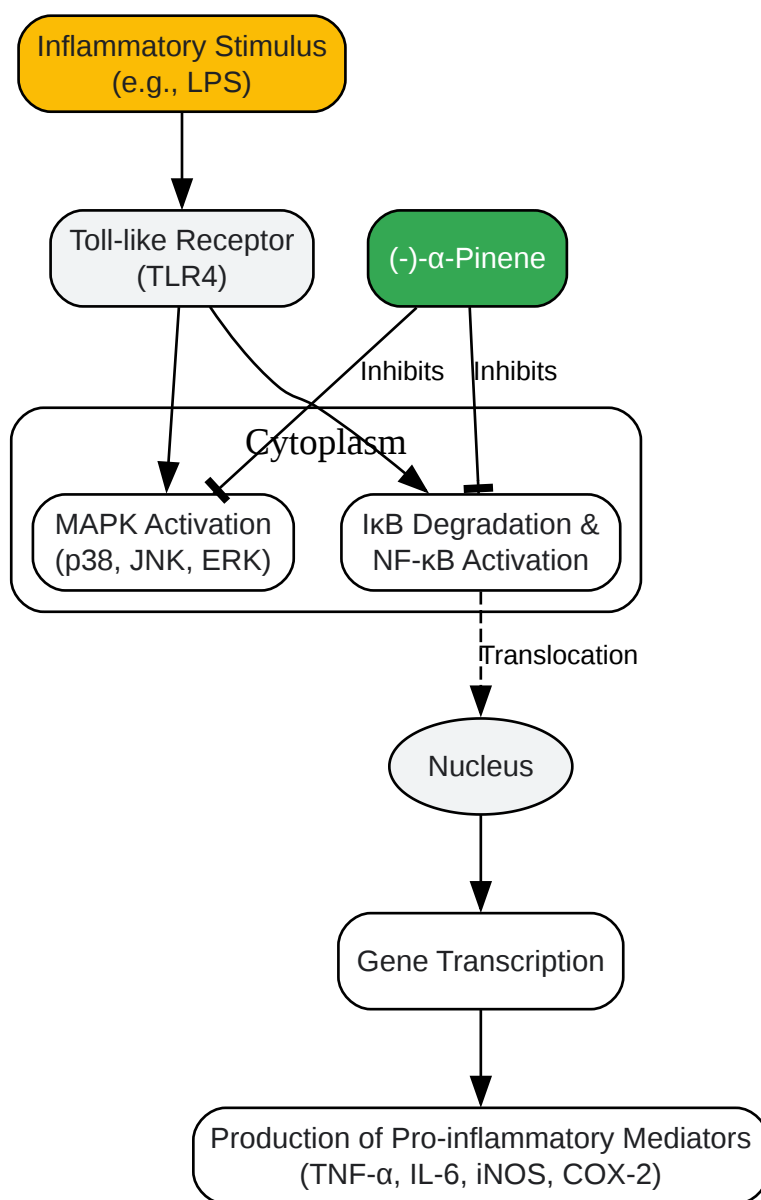 Inflammatory Stimulus
(e.g., LPS)
Toll-like Receptor
(TLR4)
(-)-α-Pinene
Inhibits
Inhibits
Cytoplasm
MAPK Activation
(p38, JNK, ERK)
IκB Degradation &
NF-κB Activation
Translocation
Nucleus
Gene Transcription
Production of Pro-inflammatory Mediators
(TNF-α, IL-6, iNOS, COX-2)